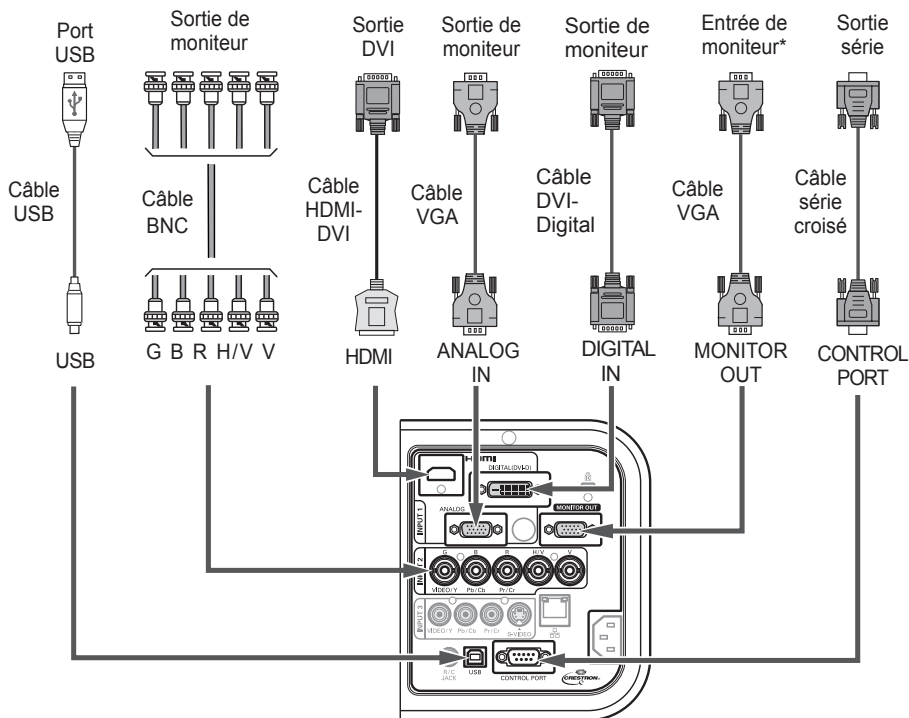 Port
USB
Sortie de
moniteur
Sortie
DVI
Sortie de
moniteur
Sortie de
moniteur
Entrée de
moniteur*
Sortie
série
Câble
USB
Câble
BNC
Câble
HDMI-
DVI
Câble
VGA
Câble
DVI-
Digital
Câble
VGA
Câble
série
croisé
USB
G B R H/V V
HDMI
ANALOG
IN
DIGITAL
IN
MONITOR
OUT
CONTROL
PORT
HDMI
DIGITAL(DVI-D)
INPUT 1
ANALOG
MONITOR OUT
INPUT 2
G B R H/V V
VIDEO/Y Pb/Cb Pr/Cr
INPUT 3
VIDEO/Y Pb/Cb Pr/Cr S-VIDEO
R/C
JACK
USB
CONTROL PORT
CRESTRON